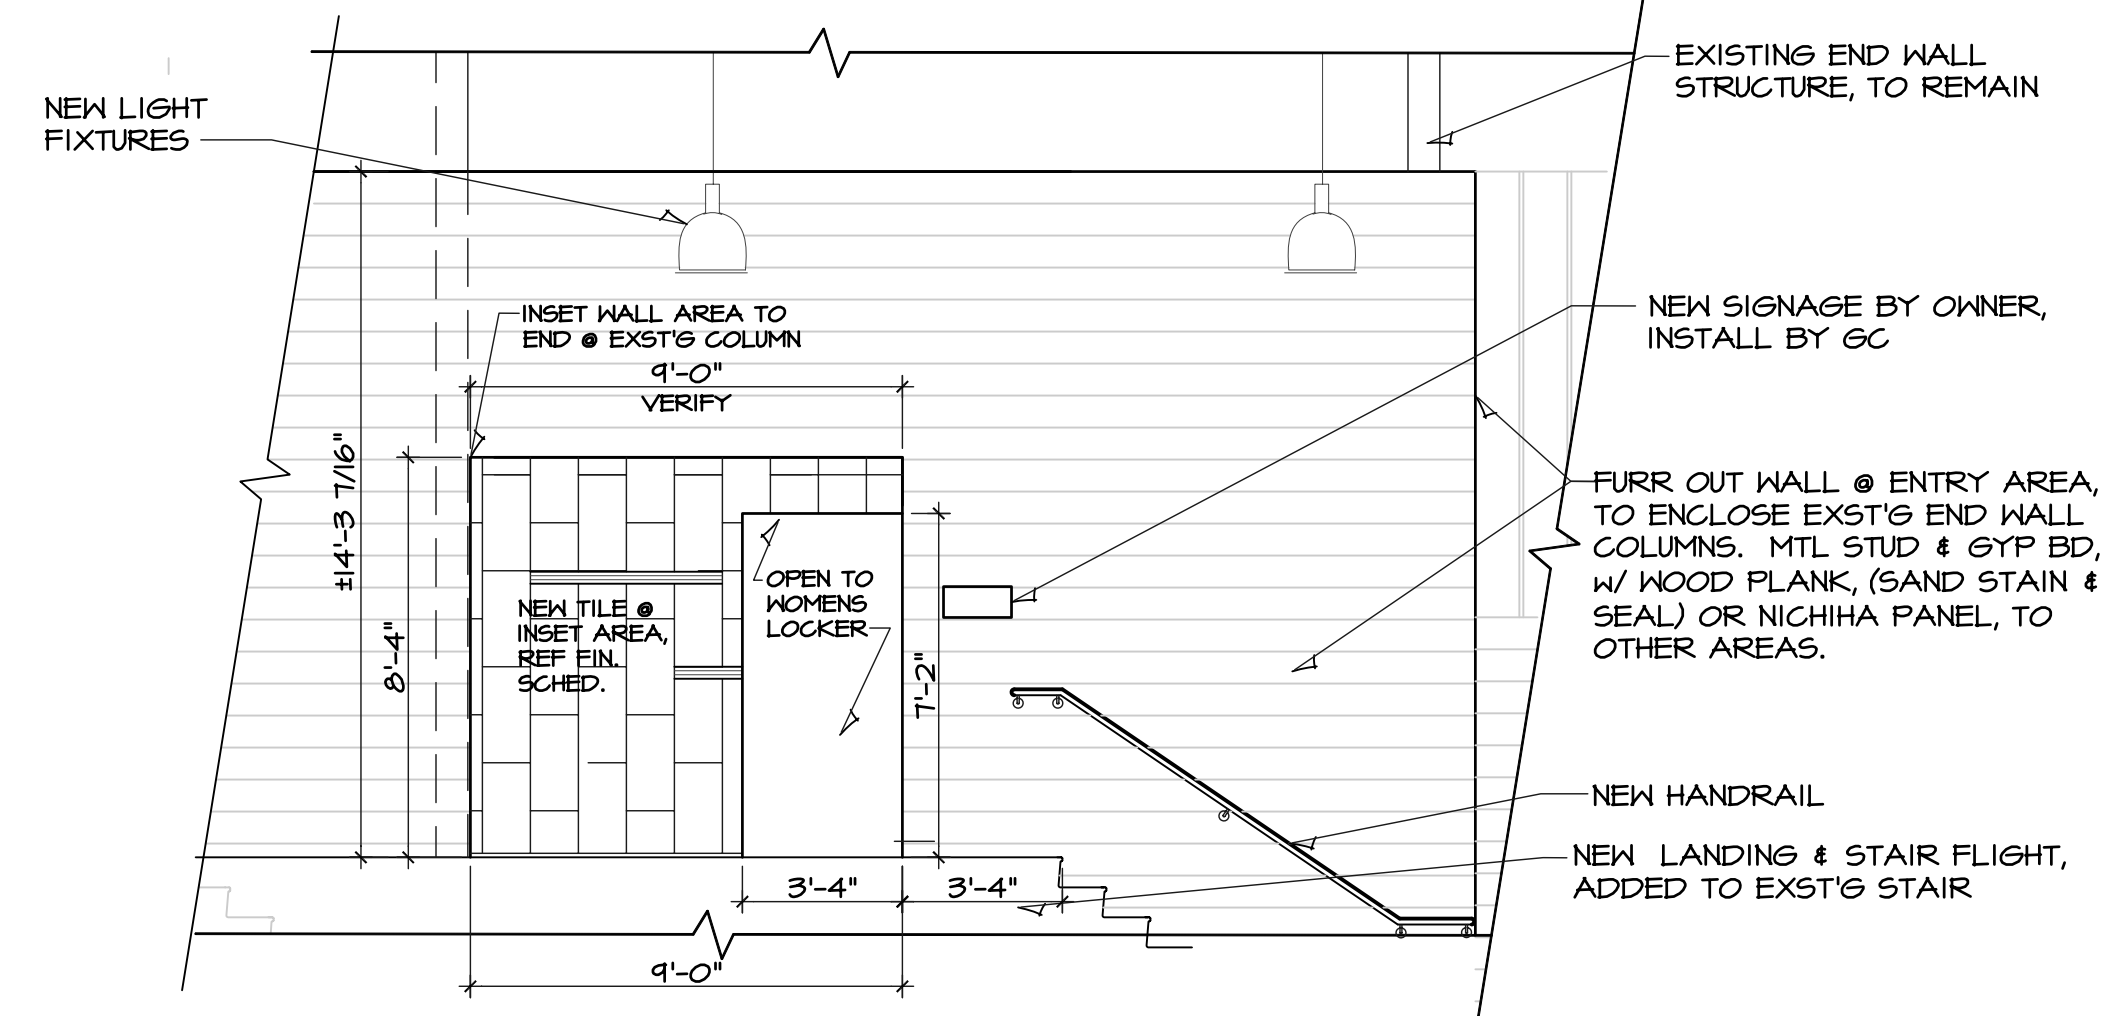 EXISTING END WALL
STRUCTURE, TO REMAIN
NEW LIGHT
FIXTURES
NEW SIGNAGE BY OWNER,
INSTALL BY GC
INSET WALL AREA TO
END @ EXST'G COLUMN
9'-0"
VERIFY
±14'-3 7/16"
8'-4"
FURR OUT WALL @ ENTRY AREA,
TO ENCLOSE EXST'G END WALL
COLUMNS. MTL STUD & GYP BD,
W/ WOOD PLANK, (SAND STAIN &
SEAL) OR NICHIHA PANEL, TO
OTHER AREAS.
OPEN TO
WOMENS
LOCKER
NEW TILE @
INSET AREA,
REF FIN.
SCHED.
7'-2"
NEW HANDRAIL
NEW LANDING & STAIR FLIGHT,
ADDED TO EXST'G STAIR
3'-4"
3'-4"
9'-0"